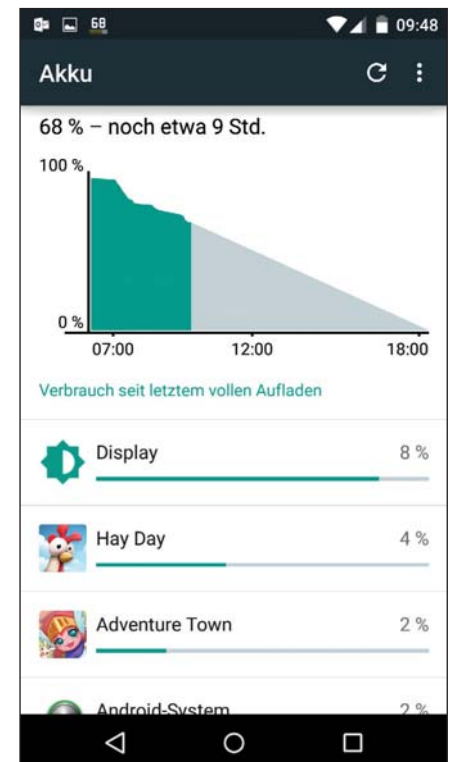 68 09:48
Akku
68 % – noch etwa 9 Std.
100 %
0 %
07:00 12:00 18:00
Verbrauch seit letztem vollen Aufladen
Display 8 %
Hay Day 4 %
Adventure Town 2 %
Android-System 2 %